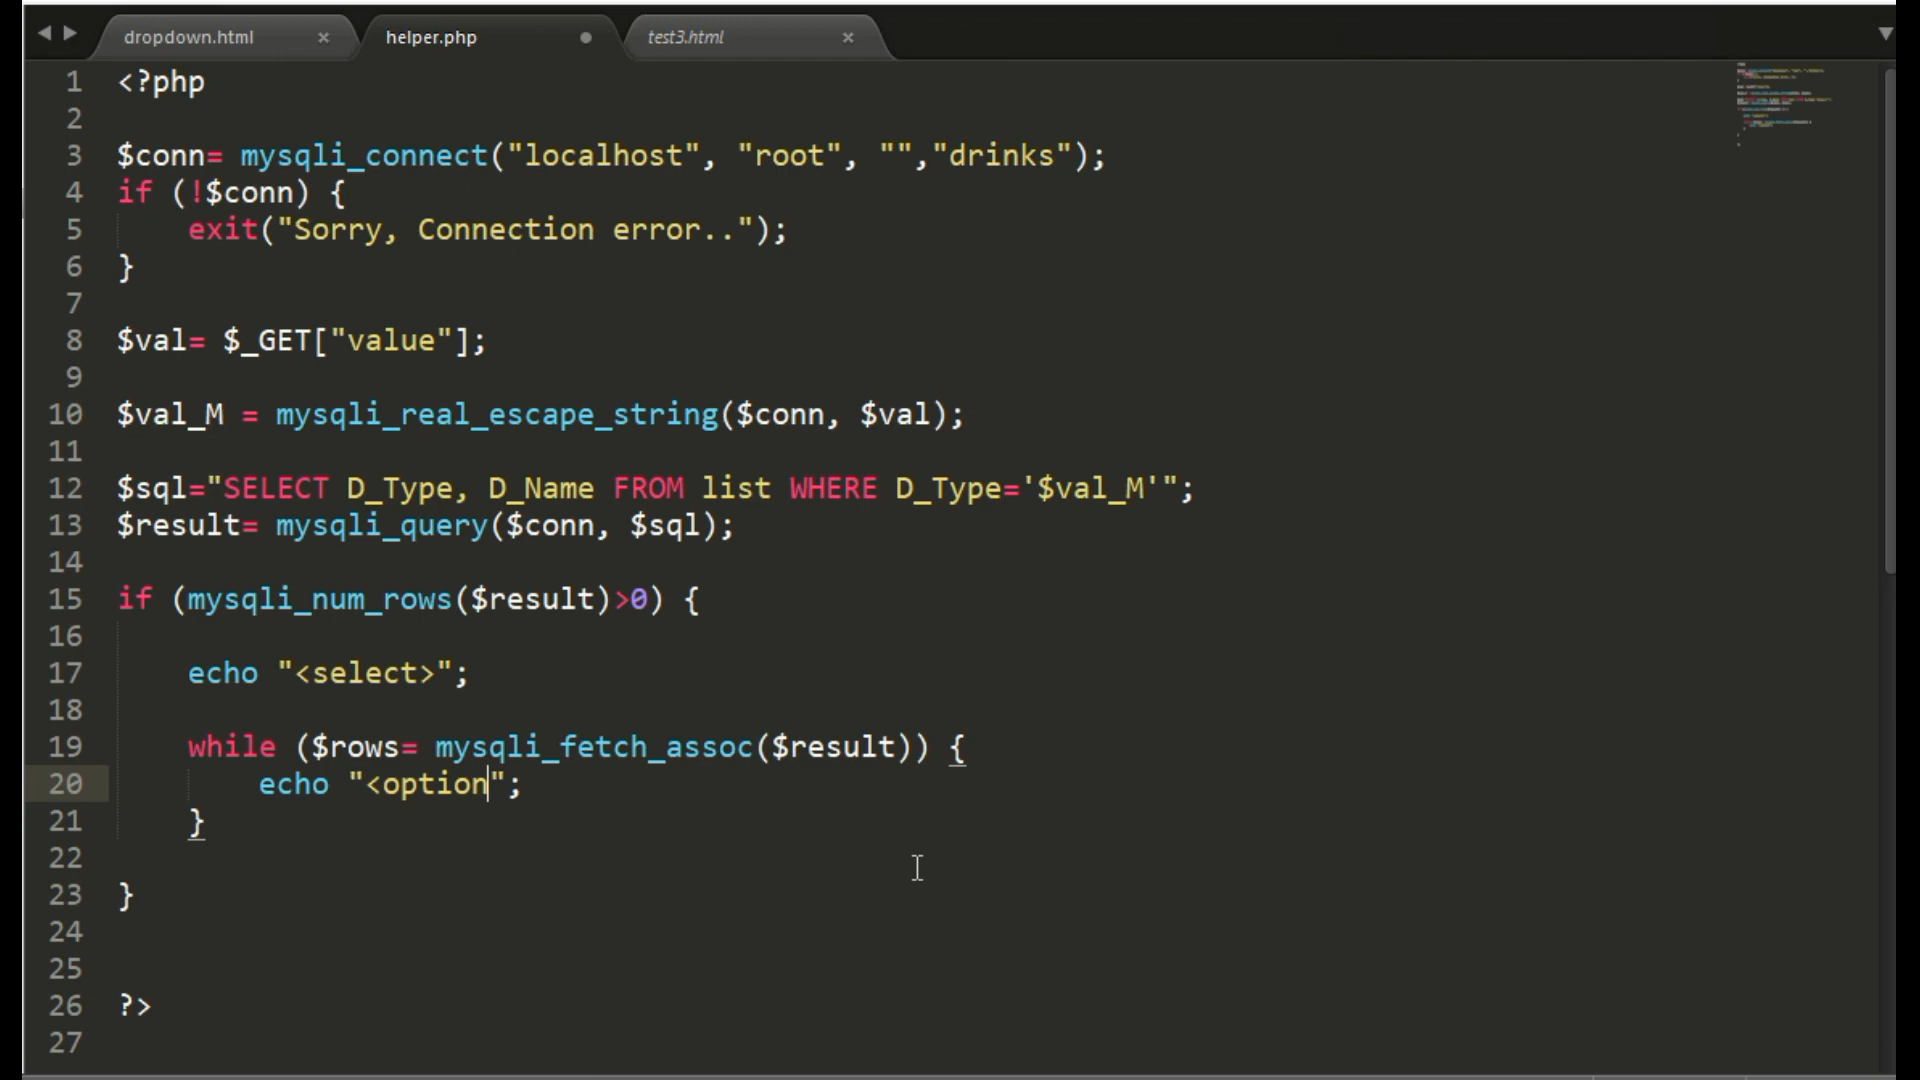 dropdown.html × helper.php test3.html ×
1 <?php
2
3 $conn= mysqli_connect("localhost", "root", "","drinks");
4 if (!$conn) {
5 exit("Sorry, Connection error..");
6 }
7
8 $val= $_GET["value"];
9
10 $val_M = mysqli_real_escape_string($conn, $val);
11
12 $sql="SELECT D_Type, D_Name FROM list WHERE D_Type='$val_M'";
13 $result= mysqli_query($conn, $sql);
14
15 if (mysqli_num_rows($result)>0) {
16
17 echo "<select>";
18
19 while ($rows= mysqli_fetch_assoc($result)) {
20 echo "<option";
21 }
22
23 }
24
25
26 ?>
27